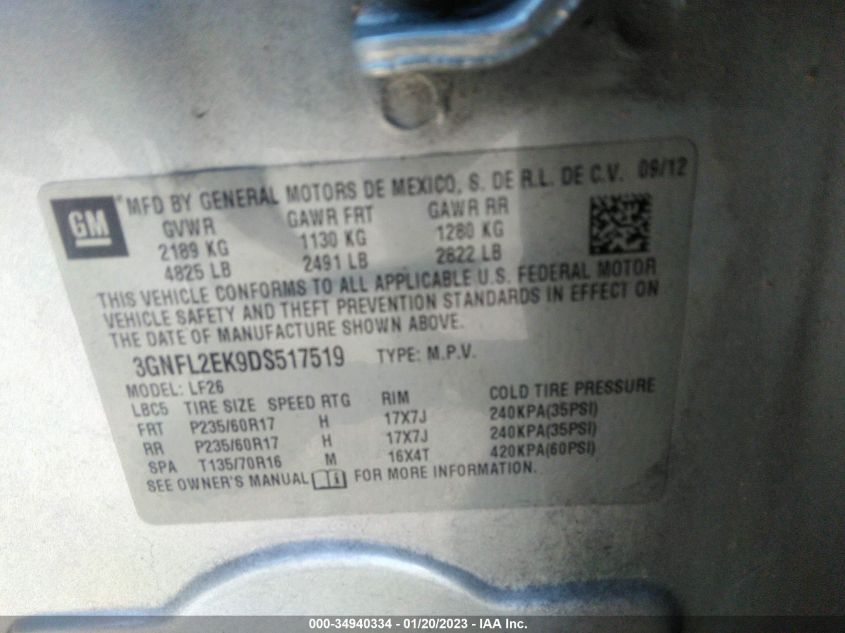 GM
MFD BY GENERAL MOTORS DE MEXICO, S. DE R.L. DE C.V. 09/12
GVWR GAWR FRT GAWR RR
2189 KG 1130 KG 1280 KG
4825 LB 2491 LB 2822 LB
THIS VEHICLE CONFORMS TO ALL APPLICABLE U.S. FEDERAL MOTOR
VEHICLE SAFETY AND THEFT PREVENTION STANDARDS IN EFFECT ON
THE DATE OF MANUFACTURE SHOWN ABOVE.
3GNFL2EK9DS517519 TYPE: M.P.V.
MODEL: LF26
LBC5 TIRE SIZE SPEED RTG RIM COLD TIRE PRESSURE
FRT P235/60R17 H 17X7J 240KPA(35PSI)
RR P235/60R17 H 17X7J 240KPA(35PSI)
SPA T135/70R16 M 16X4T 420KPA(60PSI)
SEE OWNER'S MANUAL FOR MORE INFORMATION.
000-34940334 - 01/20/2023 - IAA Inc.